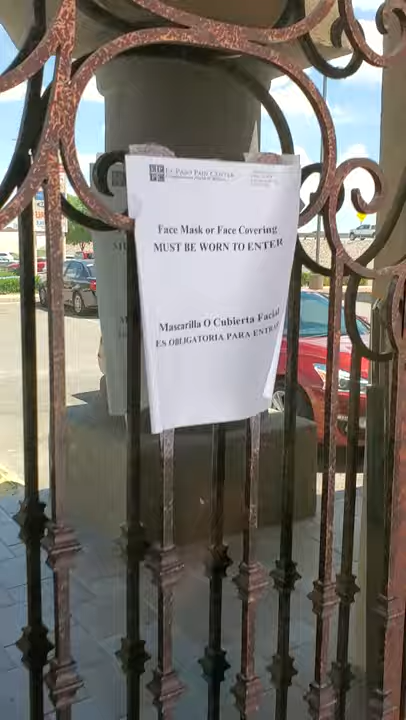 EL PASO PAIN CENTER
Face Mask or Face Covering
MUST BE WORN TO ENTER
Mascarilla O Cubierta Facial
ES OBLIGATORIA PARA ENTRAR